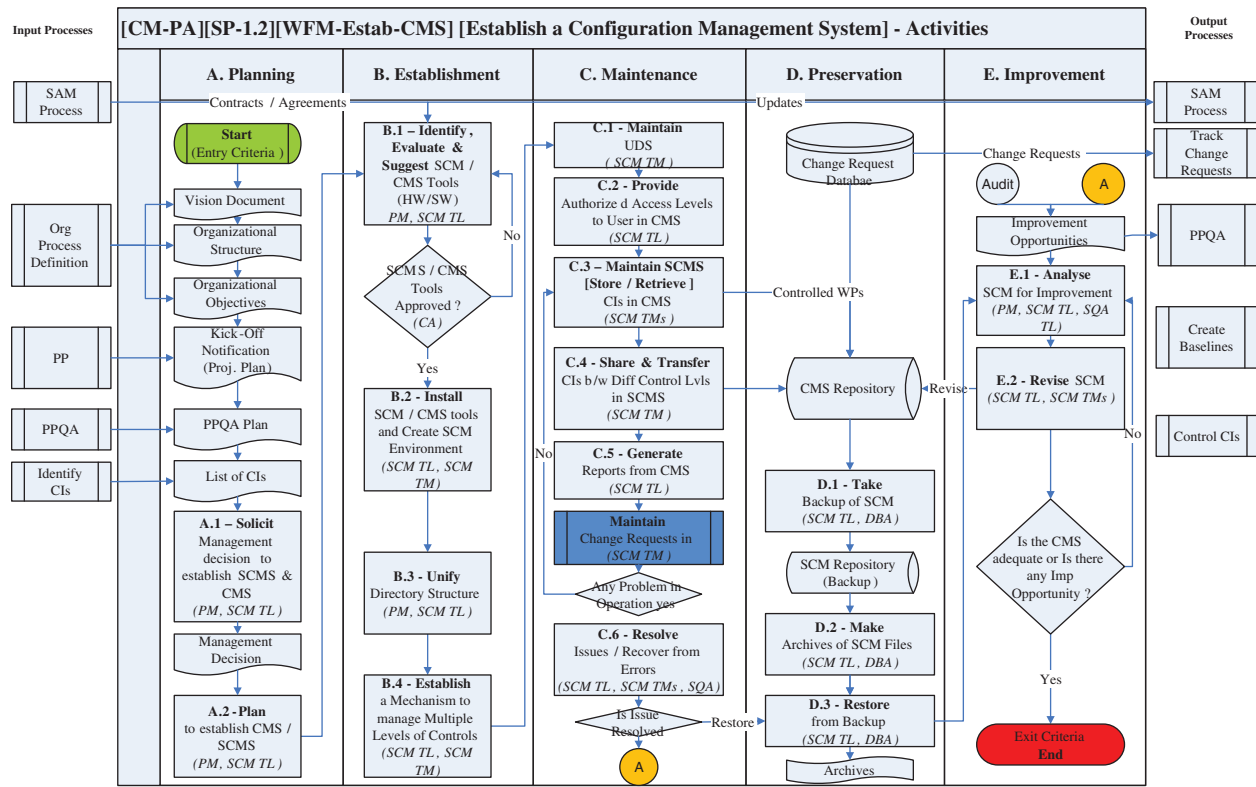 Input Processes
[CM-PA][SP-1.2][WFM-Estab-CMS] [Establish a Configuration Management System] - Activities
Output
Processes
SAM
Process
Org
Process
Definition
PP
PPQA
Identify
CIs
A. Planning
Start
(Entry Criteria )
Vision Document
Organizational
Structure
Organizational
Objectives
Kick-Off
Notification
(Proj. Plan)
PPQA Plan
List of CIs
A.1 – Solicit
Management
decision to
establish SCMS &
CMS
(PM, SCM TL)
Management
Decision
A.2-Plan
to establish CMS /
SCMS
(PM, SCM TL)
B. Establishment
Contracts / Agreements
B.1 – Identify,
Evaluate &
Suggest SCM /
CMS Tools
(HW/SW)
PM, SCM TL
No
SCMS / CMS
Tools
Approved ?
(CA)
Yes
B.2 - Install
SCM / CMS tools
and Create SCM
Environment
(SCM TL, SCM
TM)
B.3 - Unify
Directory Structure
(PM, SCM TL)
B.4 - Establish
a Mechanism to
manage Multiple
Levels of Controls
(SCM TL, SCM
TM)
C. Maintenance
C.1 - Maintain
UDS
( SCM TM )
C.2 - Provide
Authorize d Access Levels
to User in CMS
(SCM TL)
C.3 – Maintain SCMS
[Store / Retrieve ]
CIs in CMS
(SCM TMs )
C.4 - Share & Transfer
CIs b/w Diff Control Lvls
in SCMS
(SCM TM)
No
C.5 - Generate
Reports from CMS
(SCM TL)
Maintain
Change Requests in
(SCM TM)
Any Problem in
Operation yes
C.6 - Resolve
Issues / Recover from
Errors
(SCM TL, SCM TMs , SQA)
Is Issue
Resolved
A
D. Preservation
Updates
Change Request
Databae
Controlled WPs
CMS Repository
D.1 - Take
Backup of SCM
(SCM TL, DBA)
SCM Repository
(Backup )
D.2 - Make
Archives of SCM Files
(SCM TL, DBA)
Restore
D.3 - Restore
from Backup
(SCM TL, DBA)
Archives
E. Improvement
Change Requests
Audit
A
Improvement
Opportunities
E.1 - Analyse
SCM for Improvement
(PM, SCM TL, SQA
TL)
Revise
E.2 - Revise SCM
(SCM TL, SCM TMs)
No
Is the CMS
adequate or Is there
any Imp
Opportunity ?
Yes
Exit Criteria
End
SAM
Process
Track
Change
Requests
PPQA
Create
Baselines
Control CIs